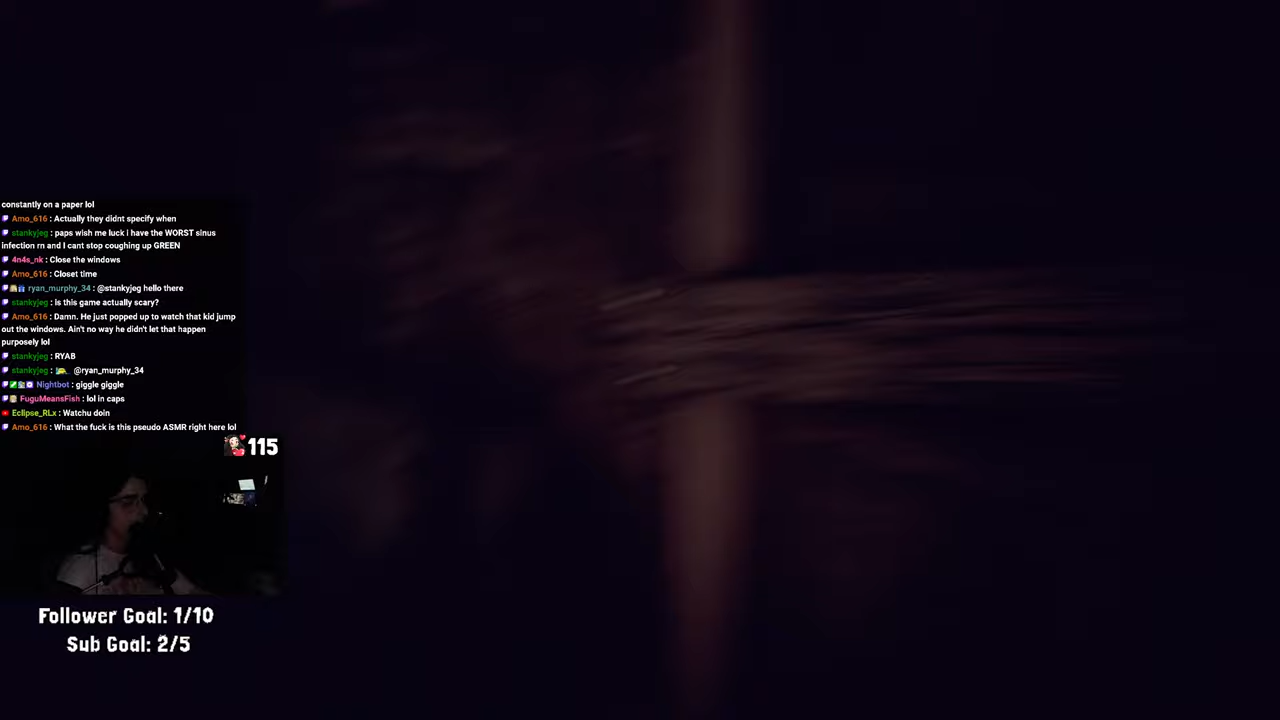 constantly on a paper lol
Amo_616 : Actually they didnt specify when
stankyjeg : paps wish me luck i have the WORST sinus
infection rn and I cant stop coughing up GREEN
4n4s_nk : Close the windows
Amo_616 : Closet time
ryan_murphy_34 : @stankyjeg hello there
stankyjeg : Is this game actually scary?
Amo_616 : Damn. He just popped up to watch that kid jump
out the windows. Ain't no way he didn't let that happen
purposely lol
stankyjeg : RYAB
stankyjeg : @ryan_murphy_34
Nightbot : giggle giggle
FuguMeansFish : lol in caps
Eclipse_RLx : Watchu doin
Amo_616 : What the fuck is this pseudo ASMR right here lol
115
Follower Goal: 1/10
Sub Goal: 2/5